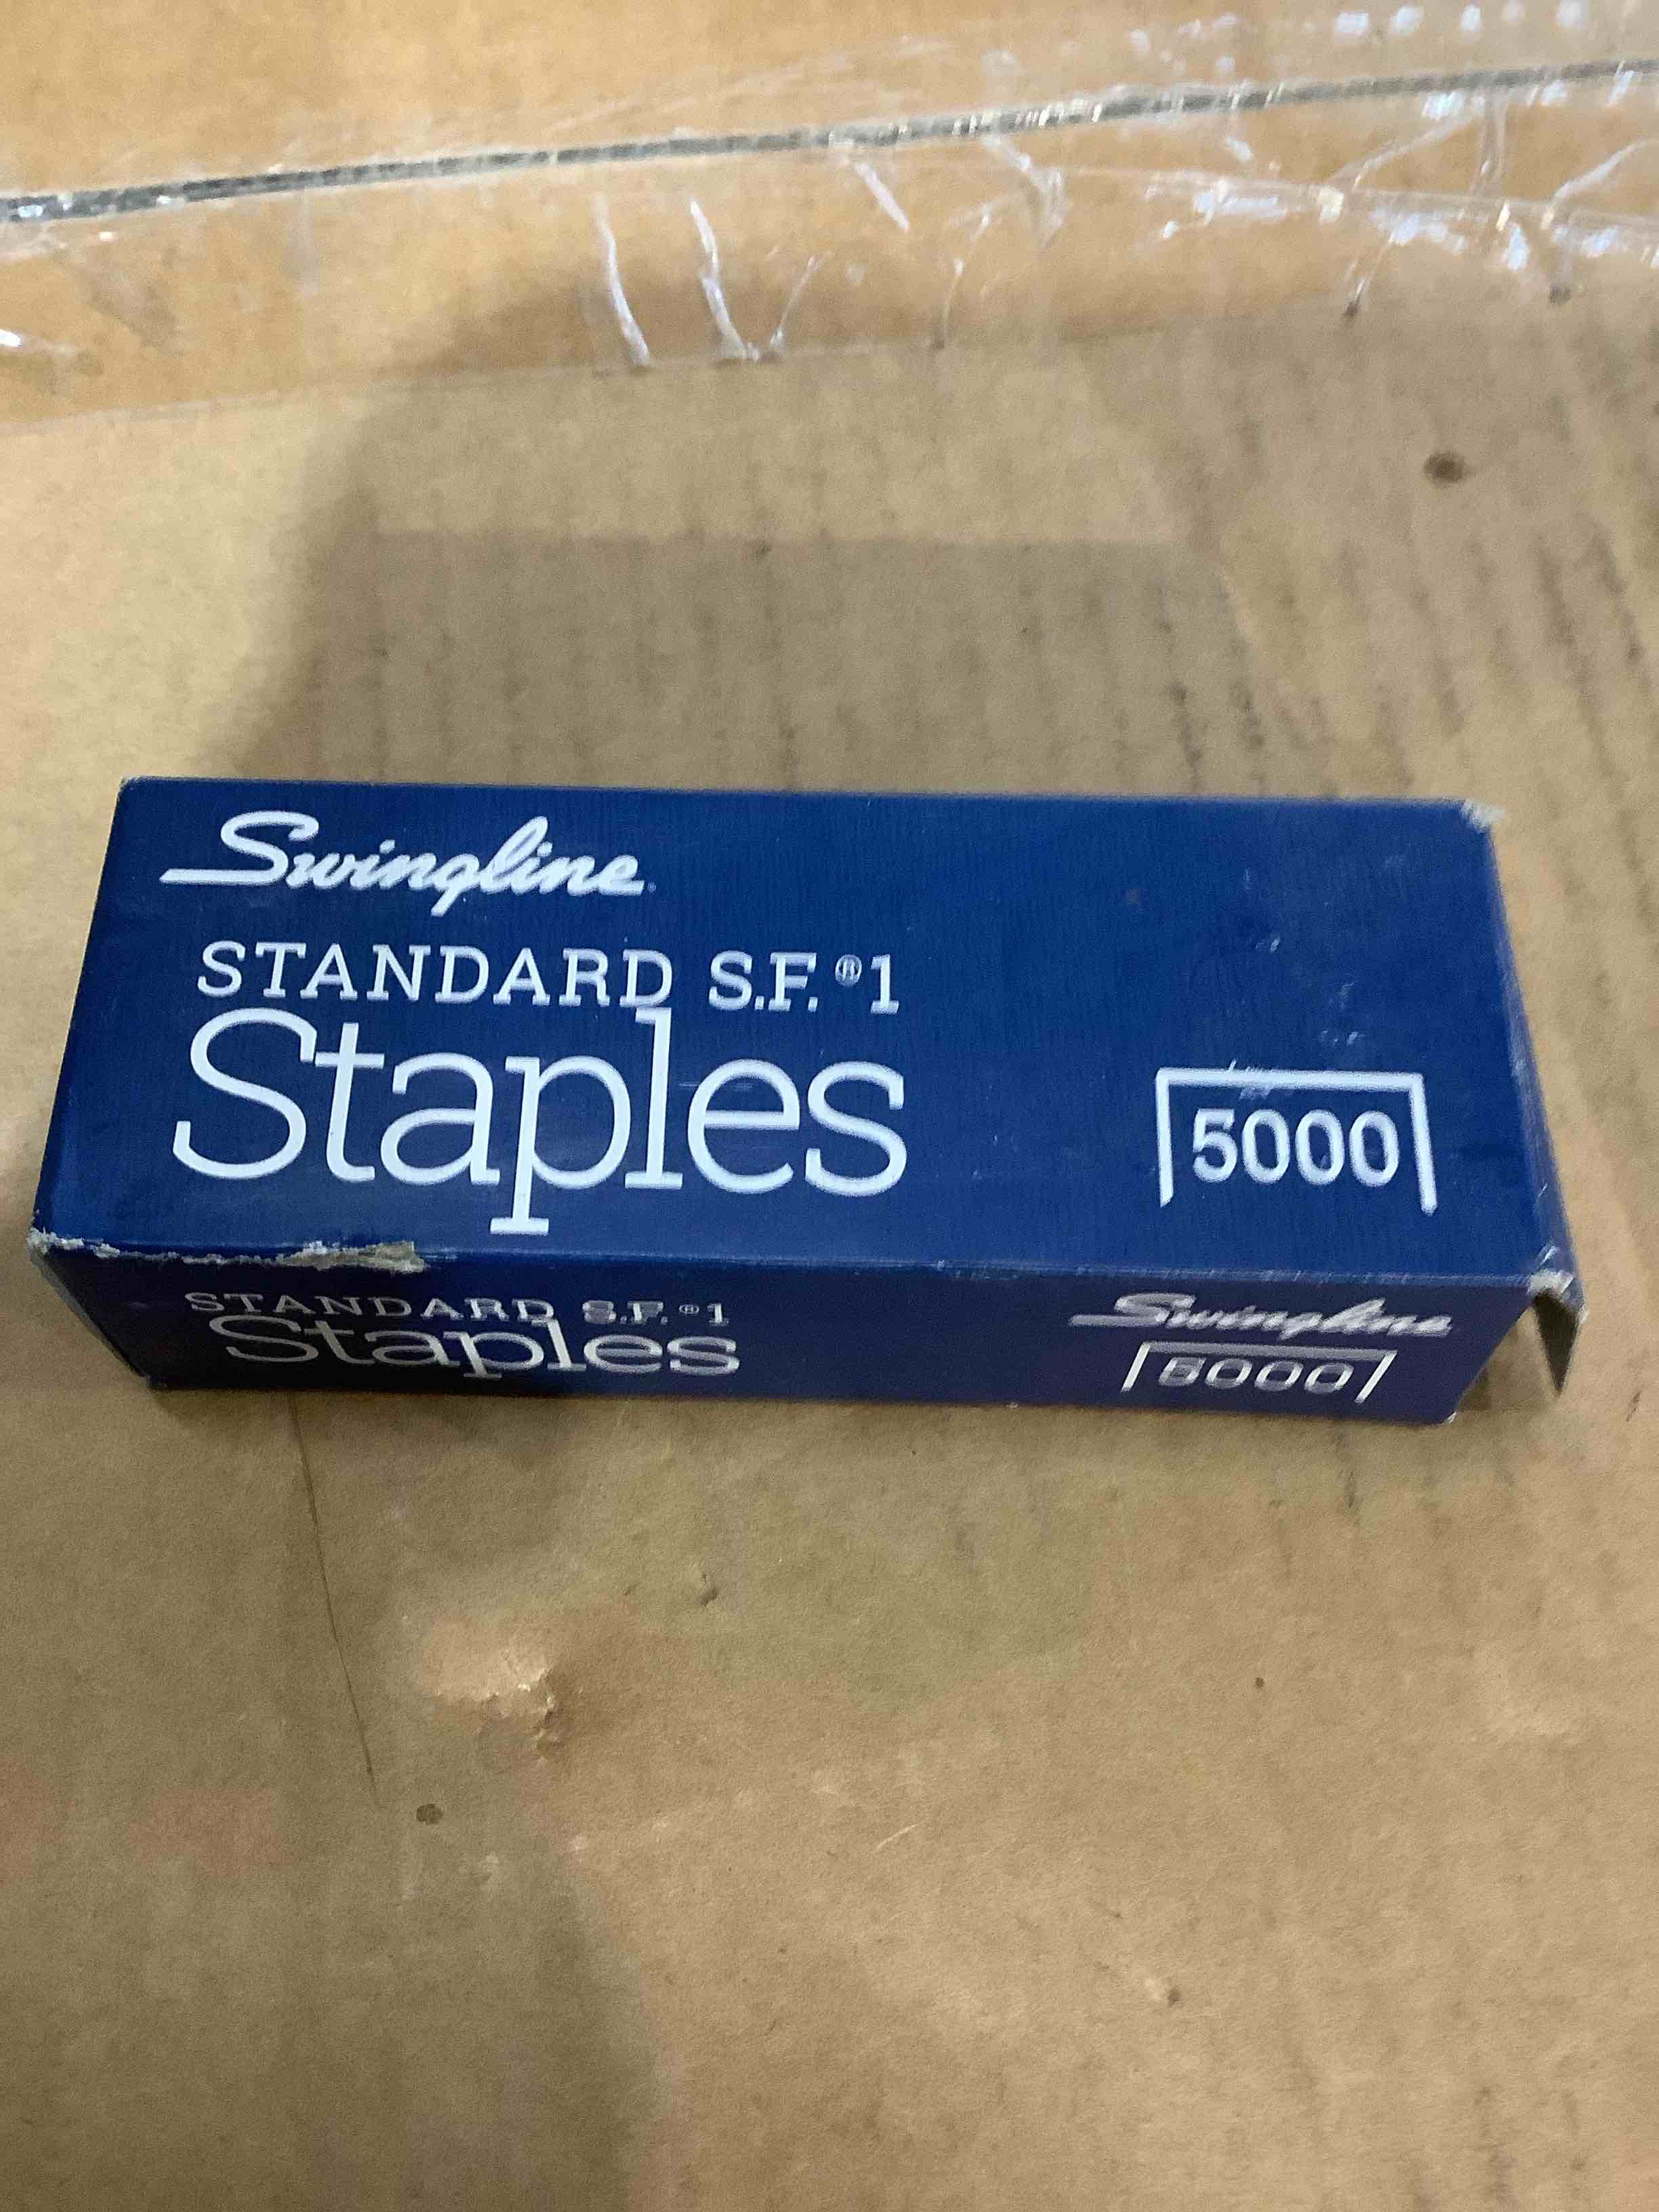 Swingline
STANDARD S.F.®1
Staples
5000
STANDARD S.F.®1
Staples
Swingline
5000